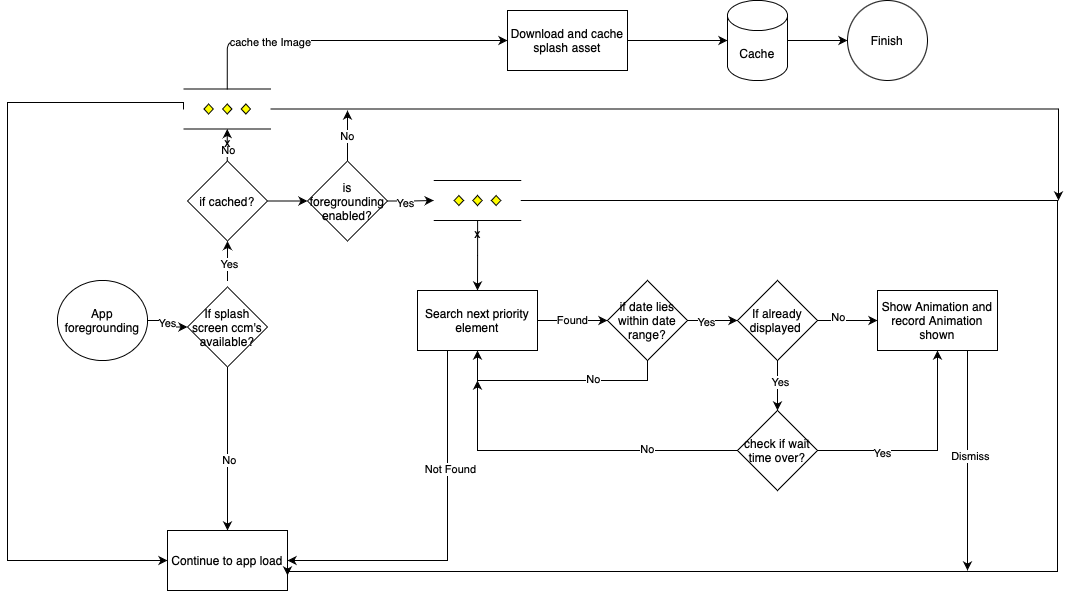 cache the Image
Download and cache
splash asset
Cache
Finish
x
No
No
if cached?
is
foregrounding
enabled?
Yes
x
Yes
App
foregrounding
Yes
If splash
screen ccm's
available?
Search next priority
element
Found
if date lies
within date
range?
Yes
If already
displayed
No
Show Animation and
record Animation
shown
No
Yes
check if wait
time over?
No
Yes
Dismiss
No
Not Found
Continue to app load